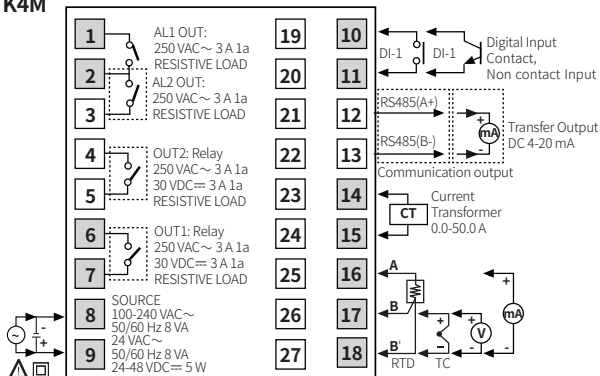 K4M
1
2
3
4
5
6
7
8
9
AL1 OUT:
250 VAC～ 3 A 1a
RESISTIVE LOAD
AL2 OUT:
250 VAC～ 3 A 1a
RESISTIVE LOAD
OUT2: Relay
250 VAC～ 3 A 1a
30 VDC⎓ 3 A 1a
RESISTIVE LOAD
OUT1: Relay
250 VAC～ 3 A 1a
30 VDC⎓ 3 A 1a
RESISTIVE LOAD
SOURCE
100-240 VAC～
50/60 Hz 8 VA
24 VAC～
50/60 Hz 8 VA
24-48 VDC⎓ 5 W
~
-
+
19
20
21
22
23
24
25
26
27
10
11
12
13
14
15
16
17
18
DI-1
DI-1
Digital Input
Contact,
Non contact Input
RS485(A+)
RS485(B-)
+
mA
-
Transfer Output
DC 4-20 mA
Communication output
CT
Current
Transformer
0.0-50.0 A
A
B
B'
RTD
+
-
TC
+
V
-
+
mA
-